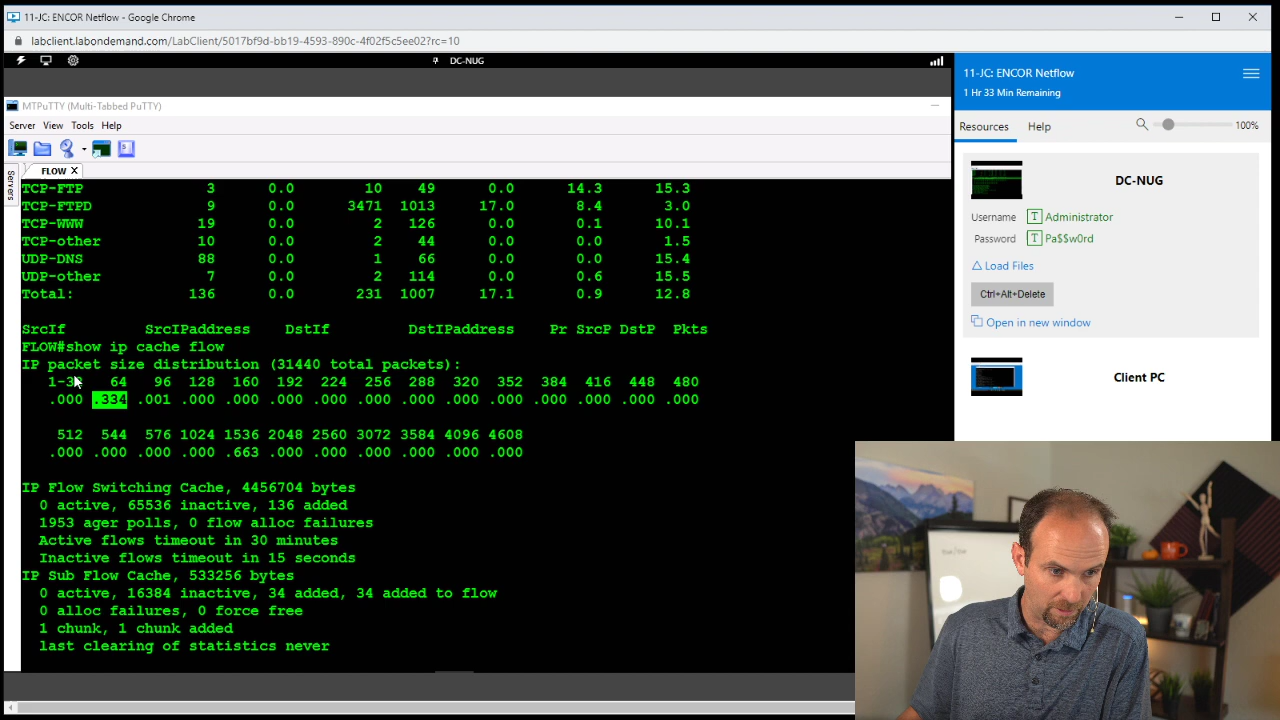 11-JC: ENCOR Netflow - Google Chrome
labclient.labondemand.com/LabClient/5017bf9d-bb19-4593-890c-4f02f5c5ee02?rc=10
DC-NUG
MTPuTTY (Multi-Tabbed PuTTY)
Server View Tools Help
FLOW X
Servers
TCP-FTP 3 0.0 10 49 0.0 14.3 15.3
TCP-FTPD 9 0.0 3471 1013 17.0 8.4 3.0
TCP-WWW 19 0.0 2 126 0.0 0.1 10.1
TCP-other 10 0.0 2 44 0.0 0.0 1.5
UDP-DNS 88 0.0 1 66 0.0 0.0 15.4
UDP-other 7 0.0 2 114 0.0 0.6 15.5
Total: 136 0.0 231 1007 17.1 0.9 12.8
SrcIf SrcIPaddress DstIf DstIPaddress Pr SrcP DstP Pkts
FLOW#show ip cache flow
IP packet size distribution (31440 total packets):
1-32 64 96 128 160 192 224 256 288 320 352 384 416 448 480
.000 .334 .001 .000 .000 .000 .000 .000 .000 .000 .000 .000 .000 .000 .000
512 544 576 1024 1536 2048 2560 3072 3584 4096 4608
.000 .000 .000 .000 .663 .000 .000 .000 .000 .000 .000
IP Flow Switching Cache, 4456704 bytes
0 active, 65536 inactive, 136 added
1953 ager polls, 0 flow alloc failures
Active flows timeout in 30 minutes
Inactive flows timeout in 15 seconds
IP Sub Flow Cache, 533256 bytes
0 active, 16384 inactive, 34 added, 34 added to flow
0 alloc failures, 0 force free
1 chunk, 1 chunk added
last clearing of statistics never
11-JC: ENCOR Netflow
1 Hr 33 Min Remaining
Resources Help 100%
DC-NUG
Username T Administrator
Password T Pa$$w0rd
Load Files
Ctrl+Alt+Delete
Open in new window
Client PC